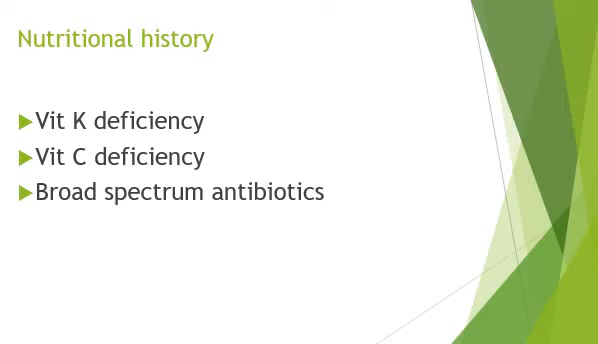 Nutritional history
Vit K deficiency
Vit C deficiency
Broad spectrum antibiotics